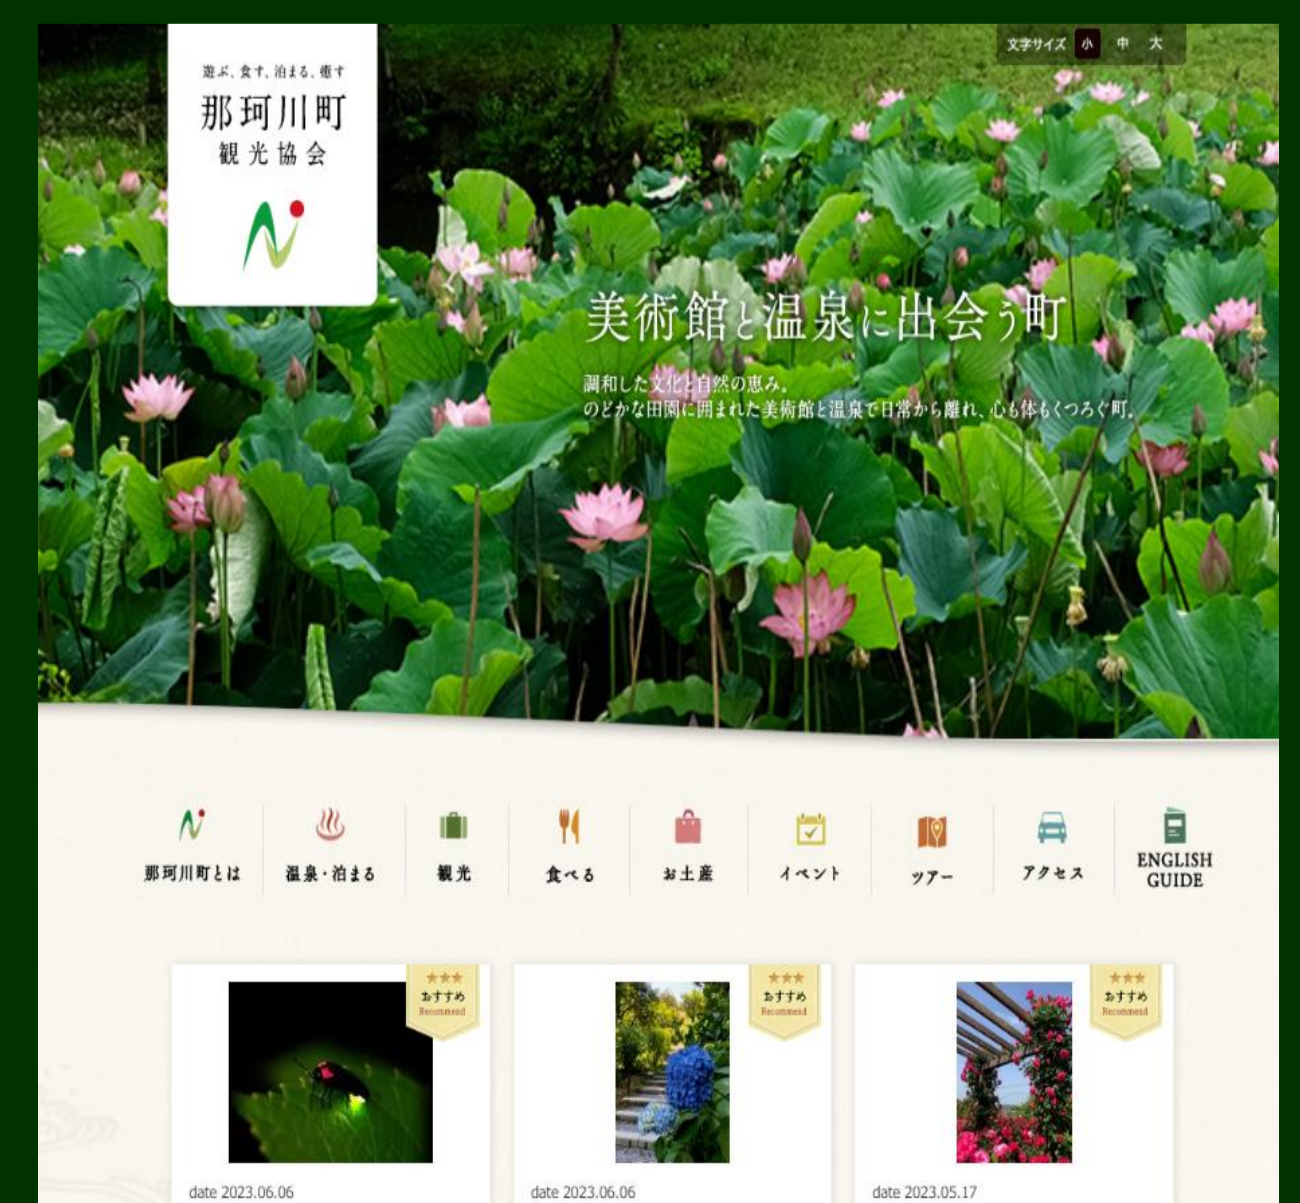 文字サイズ 小 中 大
遊ぶ、食す、泊まる、癒す
那珂川町
観光協会
美術館と温泉に出会う町
調和した文化と自然の恵み。
のどかな田園に囲まれた美術館と温泉で日常から離れ、心も体もくつろぐ町。
那珂川町とは
温泉・泊まる
観光
食べる
お土産
イベント
ツアー
アクセス
ENGLISH
GUIDE
おすすめ
Recommend
おすすめ
Recommend
おすすめ
Recommend
date 2023.06.06
date 2023.06.06
date 2023.05.17